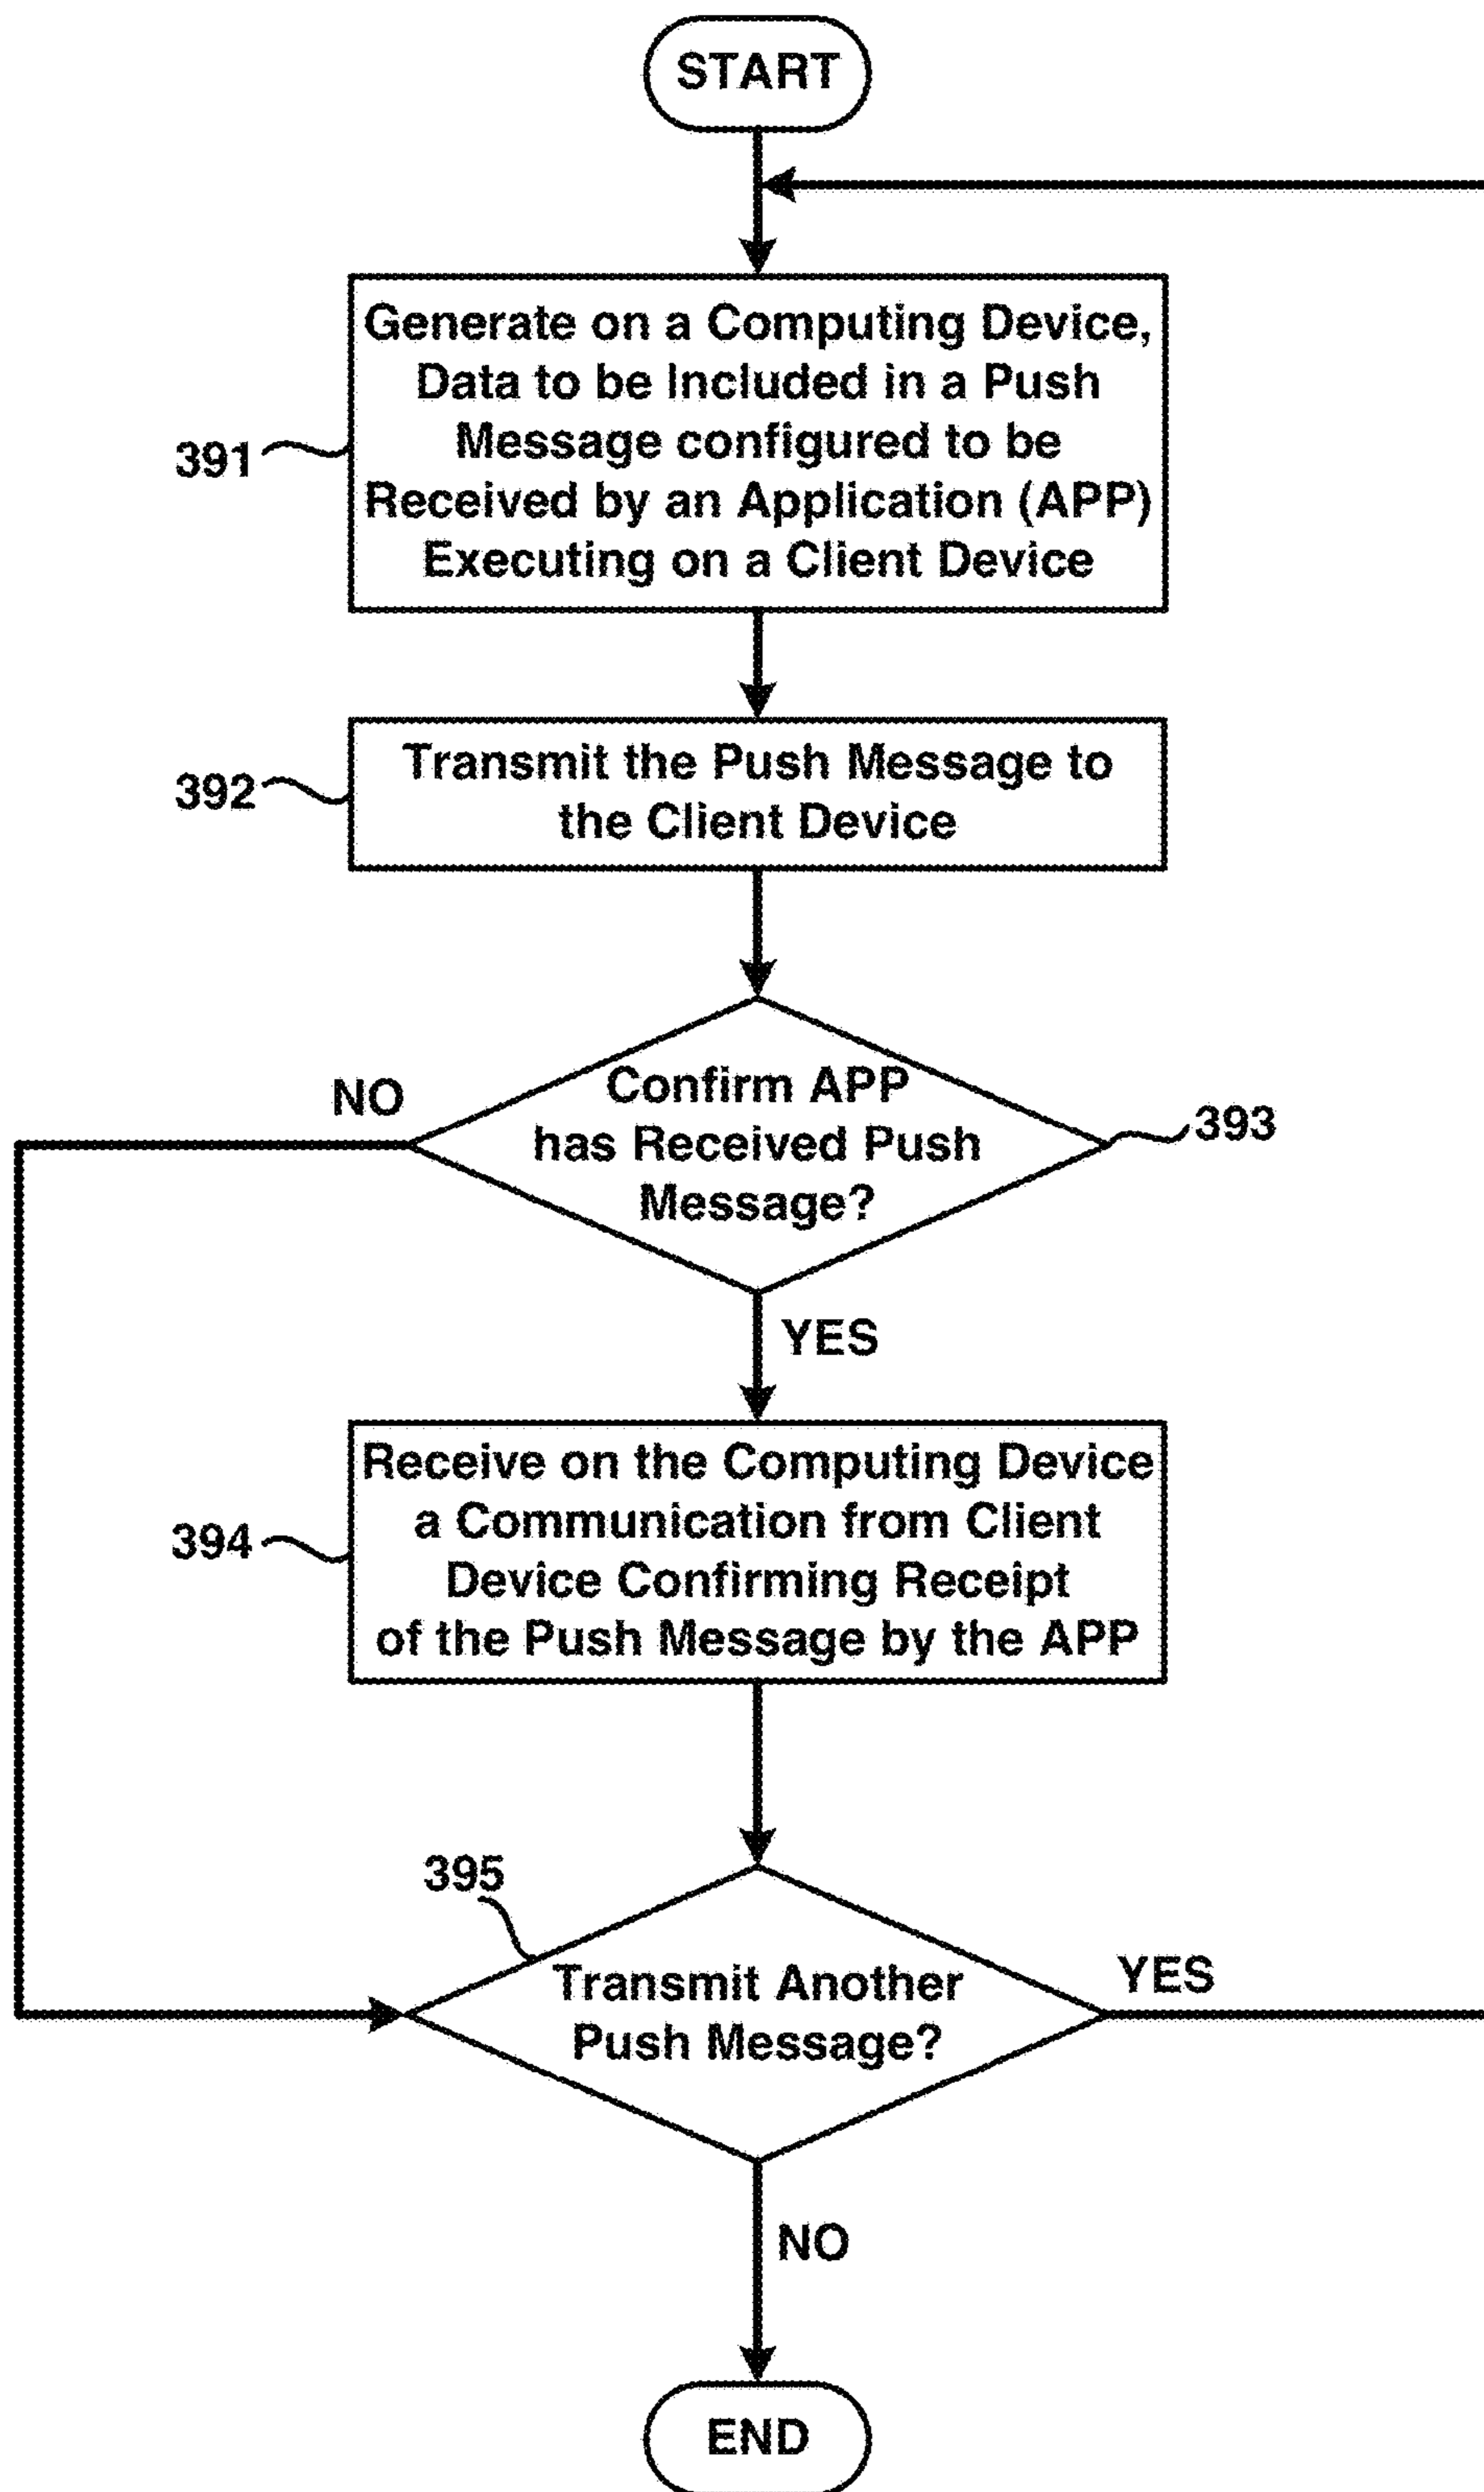 START
Generate on a Computing Device,
Data to be Included in a Push
Message configured to be
Received by an Application (APP)
Executing on a Client Device
391
Transmit the Push Message to
the Client Device
392
Confirm APP
has Received Push
Message?
393
NO
YES
Receive on the Computing Device
a Communication from Client
Device Confirming Receipt
of the Push Message by the APP
394
395
Transmit Another
Push Message?
YES
NO
END